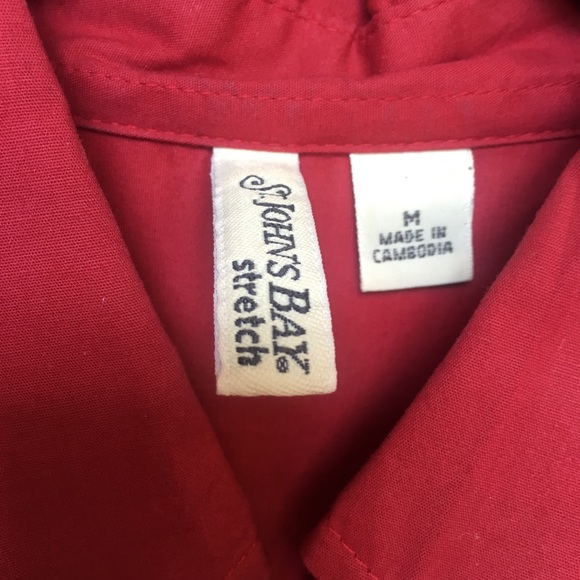 St. JOHN'S BAY®
stretch
M
MADE IN
CAMBODIA